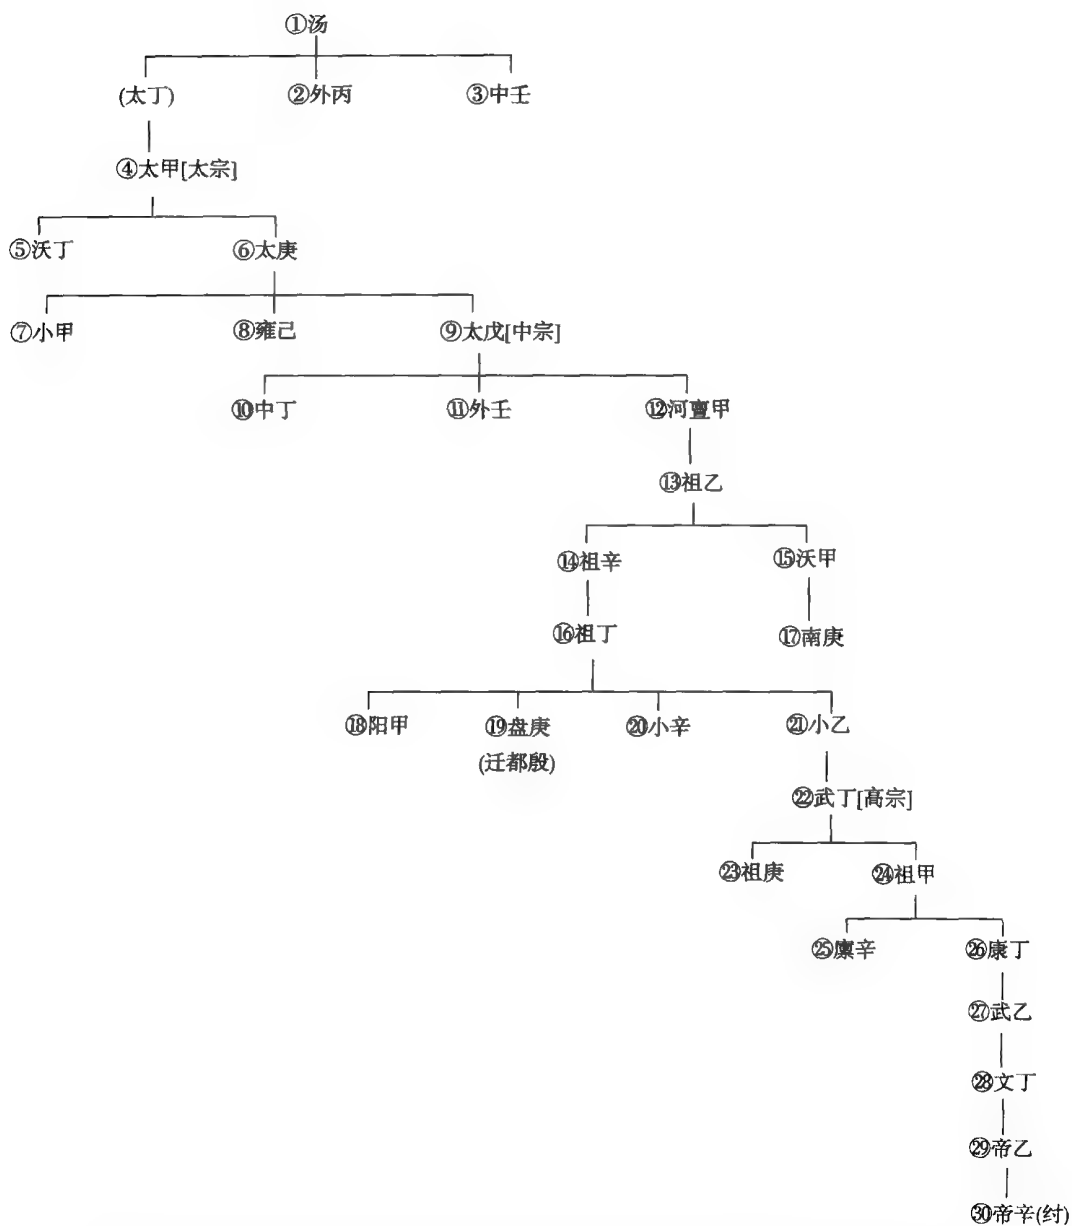 ①汤
(太丁) ②外丙 ③中壬
④太甲[太宗]
⑤沃丁 ⑥太庚
⑦小甲 ⑧雍己 ⑨太戊[中宗]
⑩中丁 ⑪外壬 ⑫河亶甲
⑬祖乙
⑭祖辛 ⑮沃甲
⑯祖丁 ⑰南庚
⑱阳甲 ⑲盘庚 ⑳小辛 ㉑小乙
(迁都殷)
㉒武丁[高宗]
㉓祖庚 ㉔祖甲
㉕廪辛 ㉖康丁
㉗武乙
㉘文丁
㉙帝乙
㉚帝辛(纣)